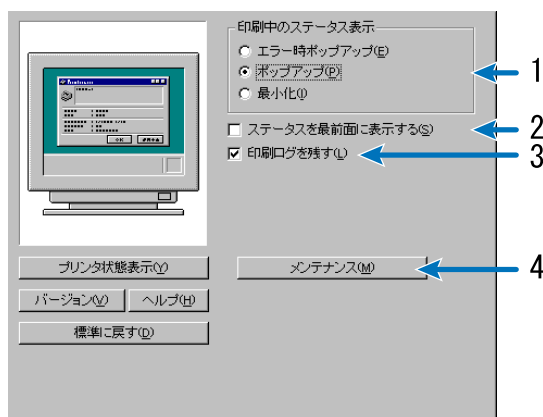 印刷中のステータス表示
エラー時ポップアップ(E)
ポップアップ(P)
最小化(I)
1
ステータスを最前面に表示する(S)
2
印刷ログを残す(L)
3
プリンタ状態表示(Y)
メンテナンス(M)
4
バージョン(V)
ヘルプ(H)
標準に戻す(D)